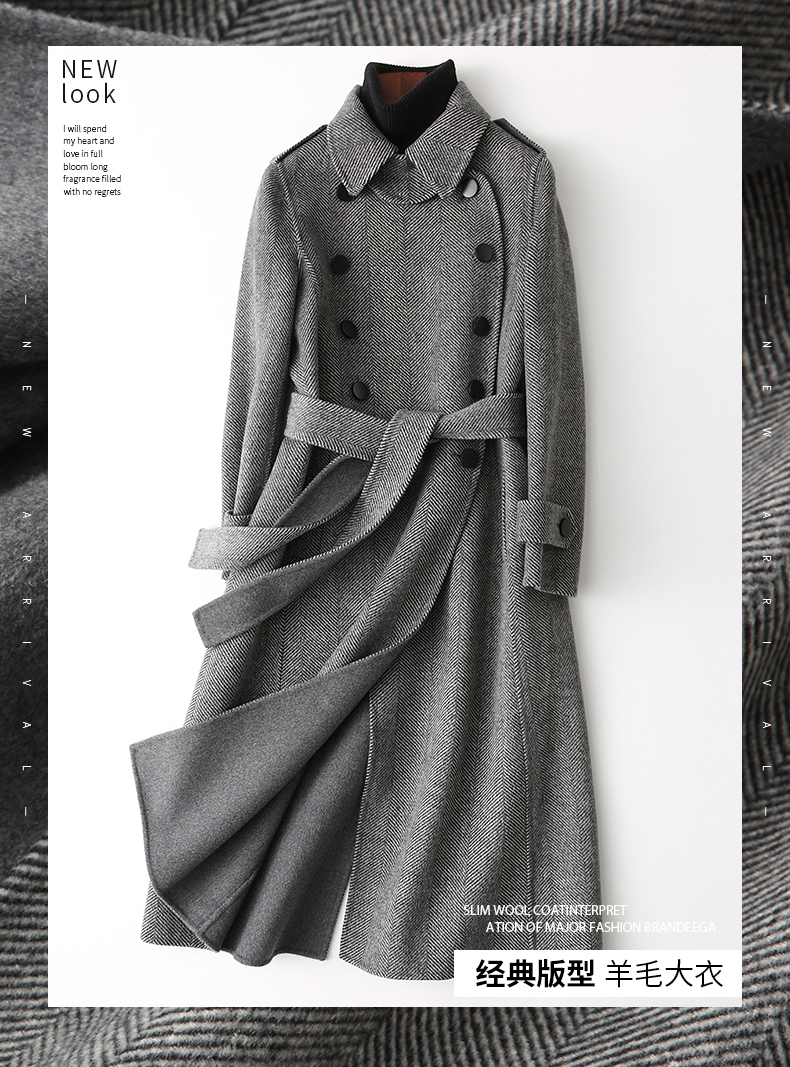 NEW
look
I will spend
my heart and
love in full
bloom long
fragrance filled
with no regrets
— NEW ARRIVAL —
— NEW ARRIVAL —
SLIM WOOL COATINTERPRET
ATION OF MAJOR FASHION BRANDEEGA
经典版型 羊毛大衣